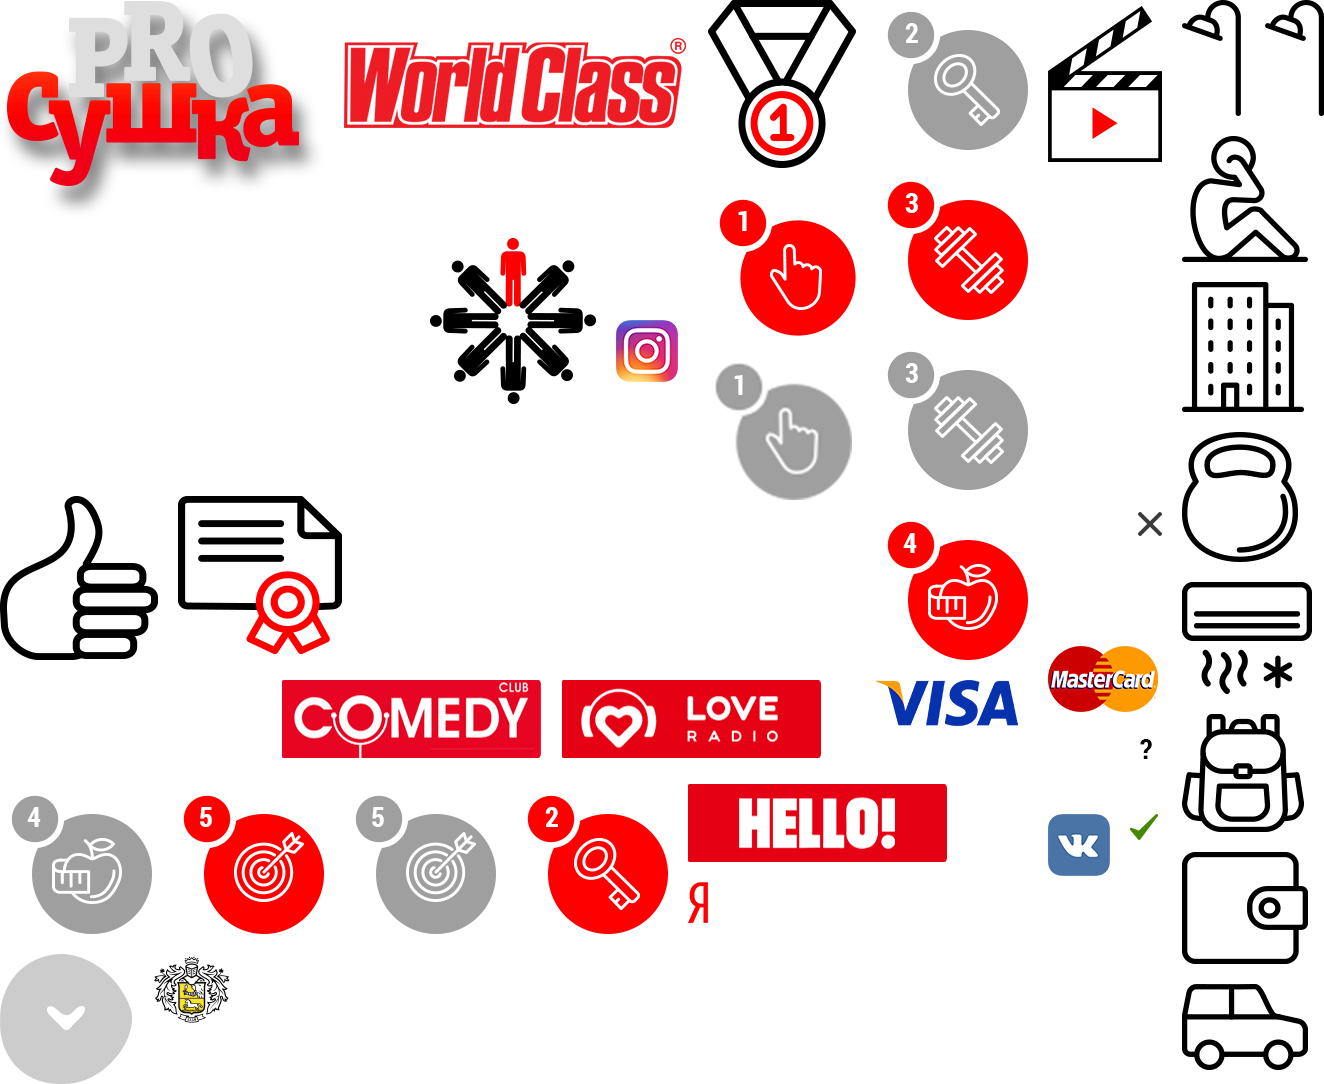 PRO
сушка
WorldClass®
1
2
1
3
1
3
4
COMEDY
CLUB
LOVE
RADIO
VISA
MasterCard
?
4
5
5
2
HELLO!
Я